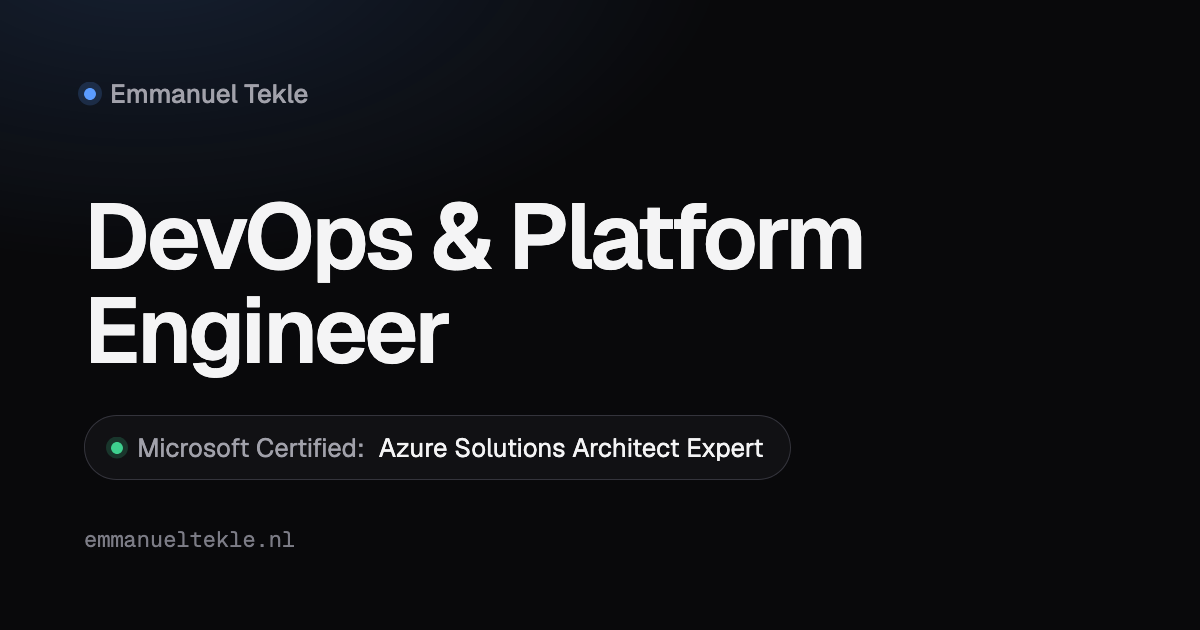 Emmanuel Tekle
DevOps & Platform
Engineer
Microsoft Certified: Azure Solutions Architect Expert
emmanueltekle.nl